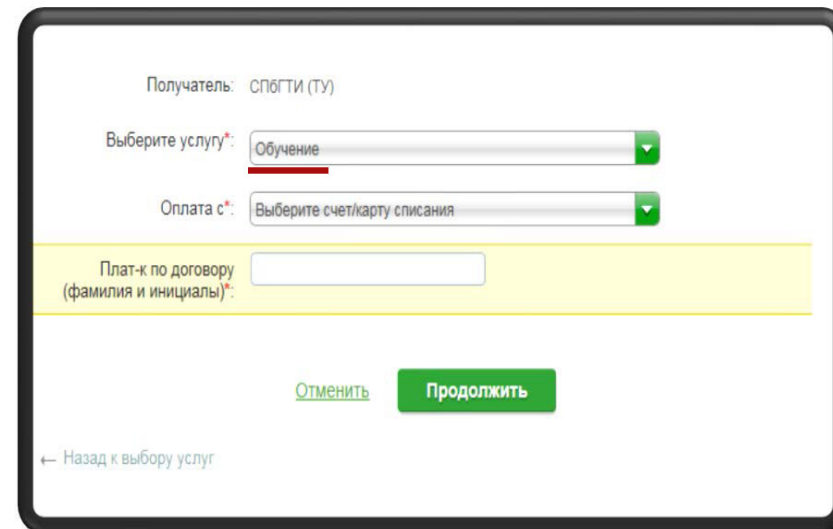 Получатель: СПбГТИ (ТУ)
Выберите услугу*: Обучение
Оплата с*: Выберите счет/карту списания
Плат-к по договору
(фамилия и инициалы)*:
Отменить Продолжить
← Назад к выбору услуг